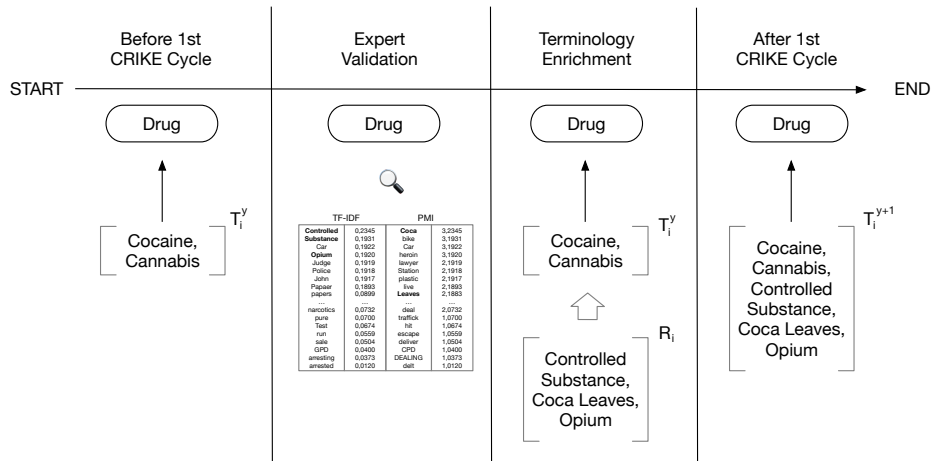 Before 1st
CRIKE Cycle
Expert
Validation
Terminology
Enrichment
After 1st
CRIKE Cycle
START
END
Drug
Drug
Drug
Drug
Cocaine,
Cannabis
T_i^y
TF-IDF PMI
Controlled 0,2345 Coca 3,2345
Substance 0,1931 bike 3,1931
Car 0,1922 Car 3,1922
Opium 0,1920 heroin 3,1920
Judge 0,1919 lawyer 2,1919
Police 0,1918 Station 2,1918
John 0,1917 plastic 2,1917
Papaer 0,1893 live 2,1893
papers 0,0899 Leaves 2,1883
... ...
narcotics 0,0732 deal 2,0732
pure 0,0700 traffick 1,0700
Test 0,0674 hit 1,0674
run 0,0559 escape 1,0559
sale 0,0504 deliver 1,0504
GPD 0,0400 CPD 1,0400
arresting 0,0373 DEALING 1,0373
arrested 0,0120 delt 1,0120
Cocaine,
Cannabis
T_i^y
Controlled
Substance,
Coca Leaves,
Opium
R_i
Cocaine,
Cannabis,
Controlled
Substance,
Coca Leaves,
Opium
T_i^{y+1}